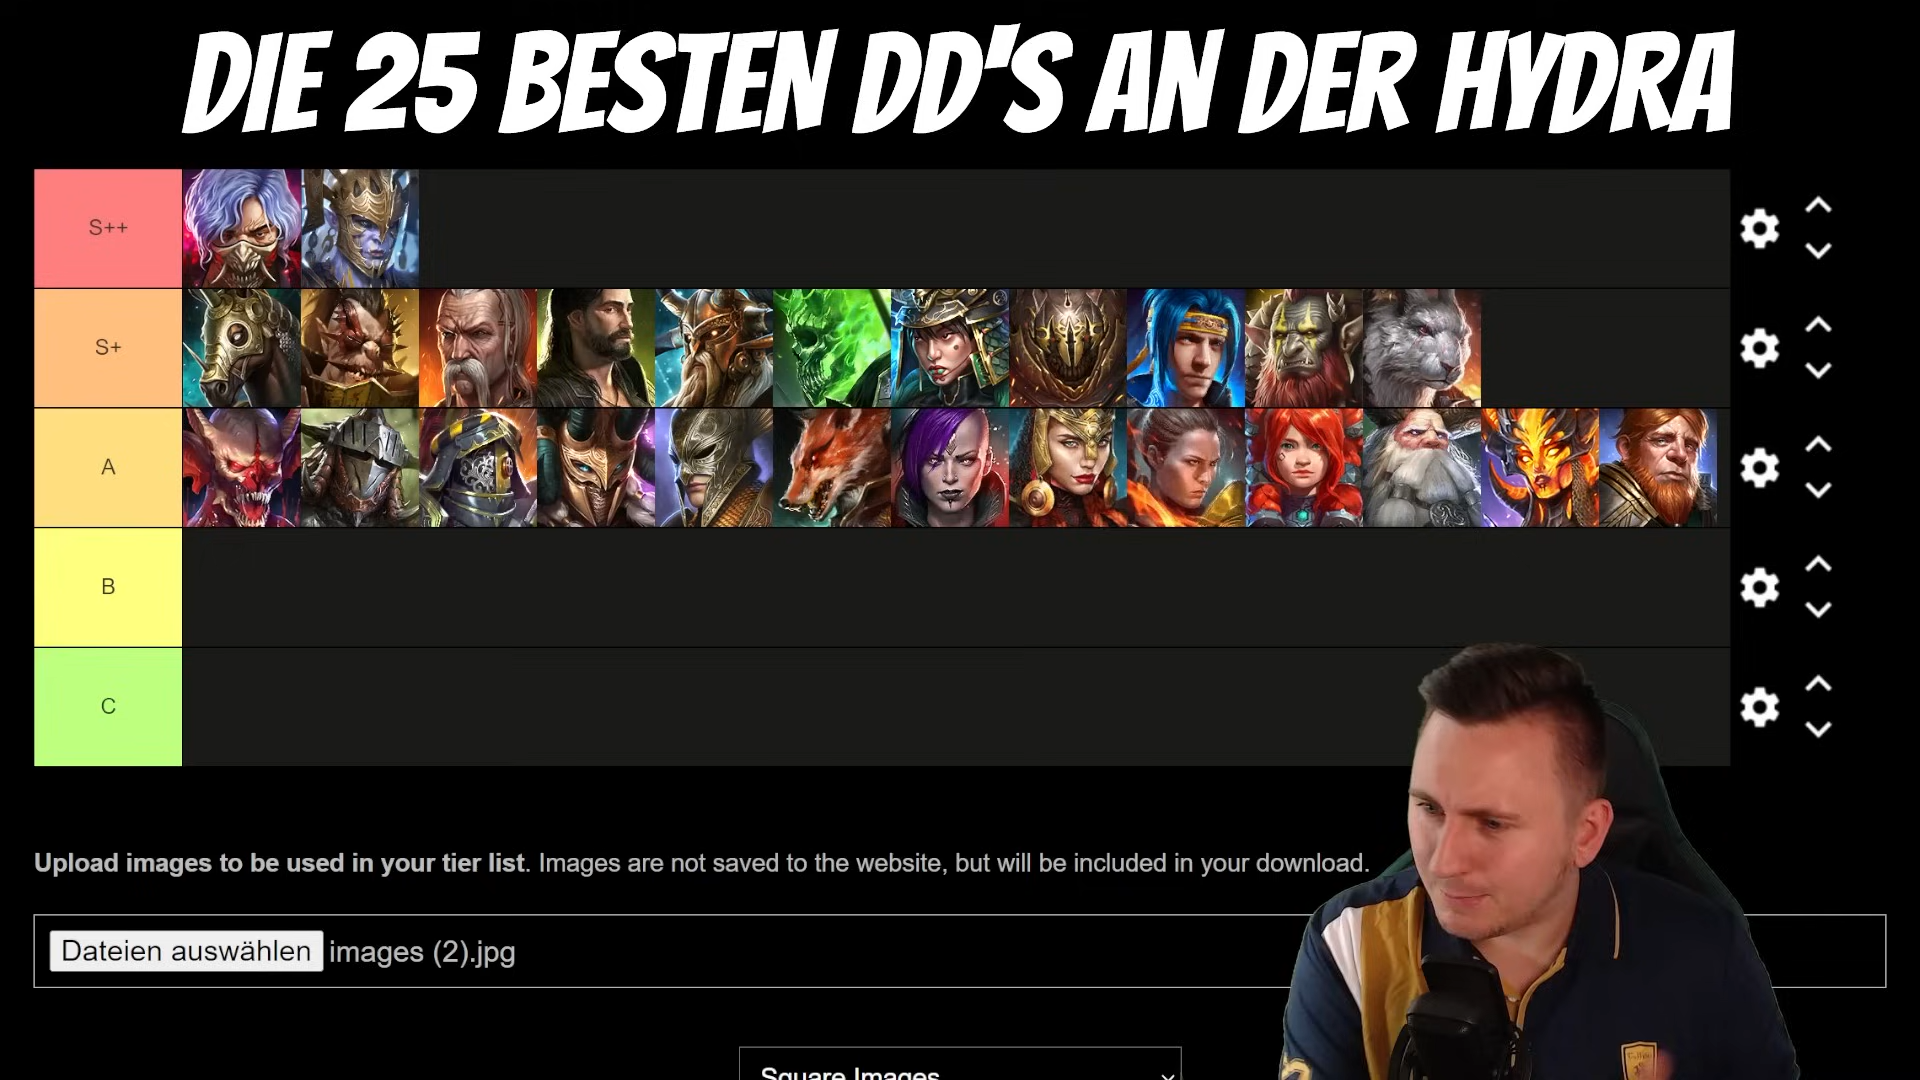 DIE 25 BESTEN DD'S AN DER HYDRA
S++
S+
A
B
C
Upload images to be used in your tier list. Images are not saved to the website, but will be included in your download.
Dateien auswählen images (2).jpg
Square Images